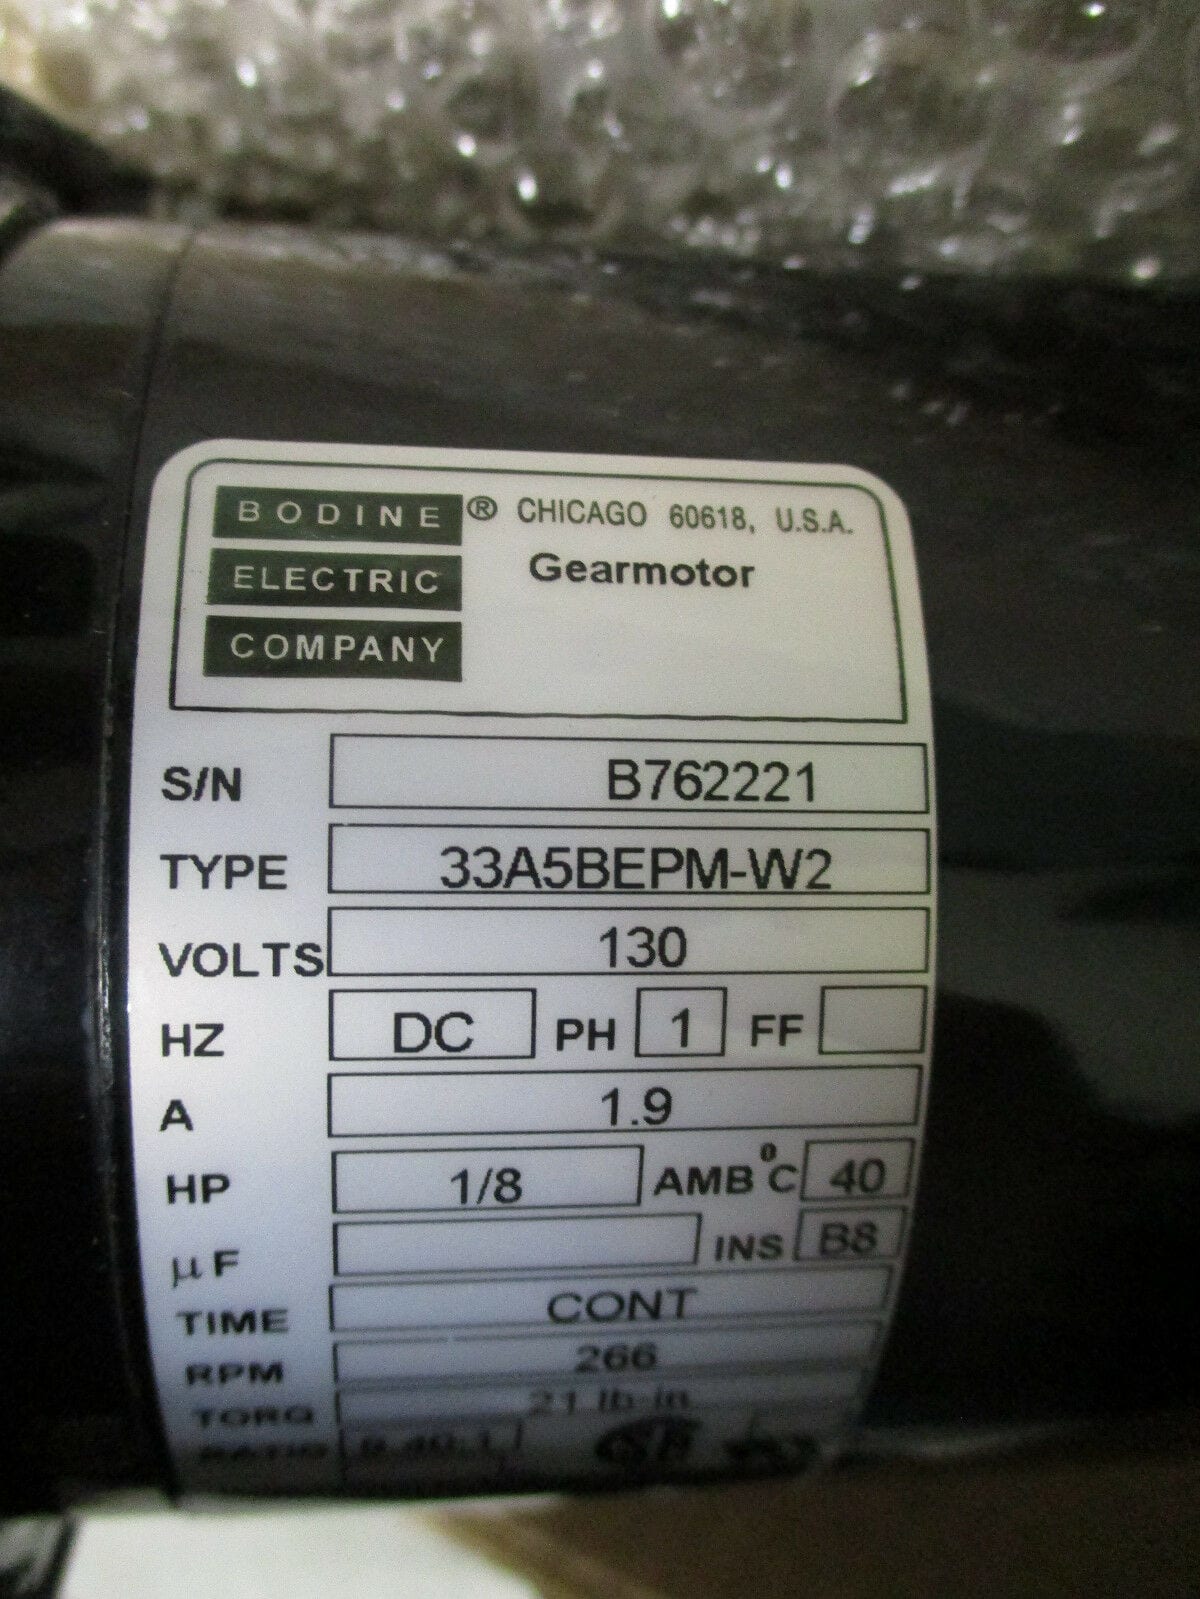 BODINE ® CHICAGO 60618, U.S.A.
ELECTRIC Gearmotor
COMPANY
S/N B762221
TYPE 33A5BEPM-W2
VOLTS 130
HZ DC PH 1 FF
A 1.9
HP 1/8 AMB °C 40
µF INS B8
TIME CONT
RPM 266
TORQ 21 lb-in
RATIO